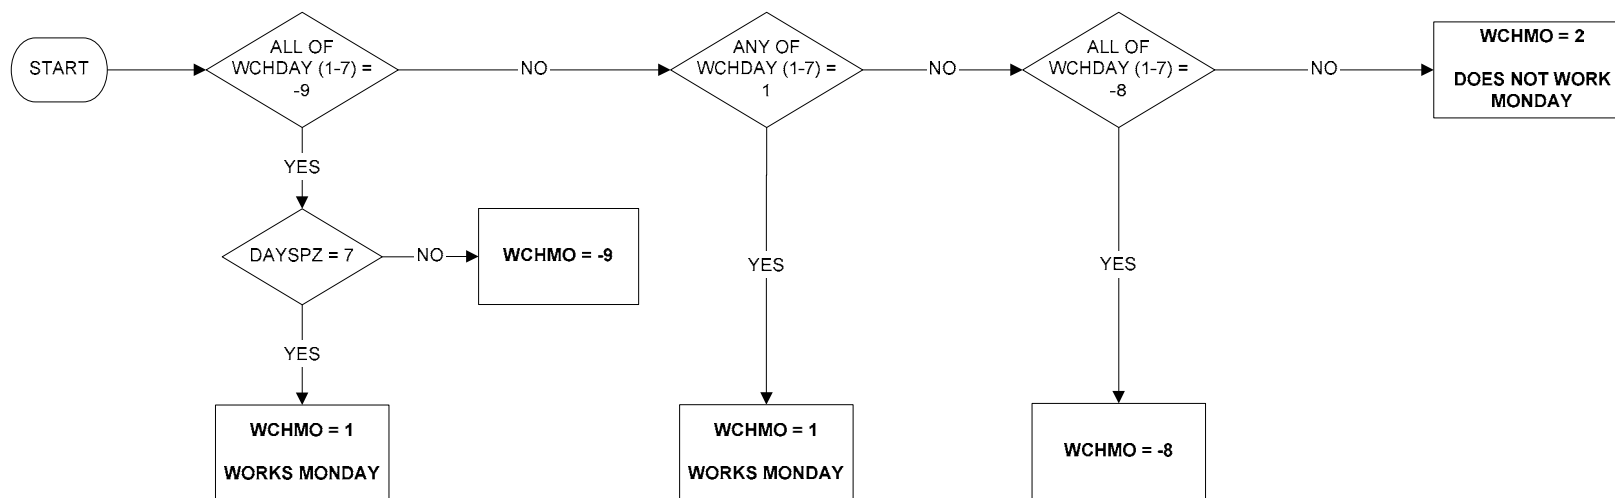 START
ALL OF
WCHDAY (1-7) =
-9
NO
ANY OF
WCHDAY (1-7) =
1
NO
ALL OF
WCHDAY (1-7) =
-8
NO
WCHMO = 2
DOES NOT WORK
MONDAY
YES
DAYSPZ = 7
NO
WCHMO = -9
YES
YES
YES
WCHMO = 1
WORKS MONDAY
WCHMO = 1
WORKS MONDAY
WCHMO = -8